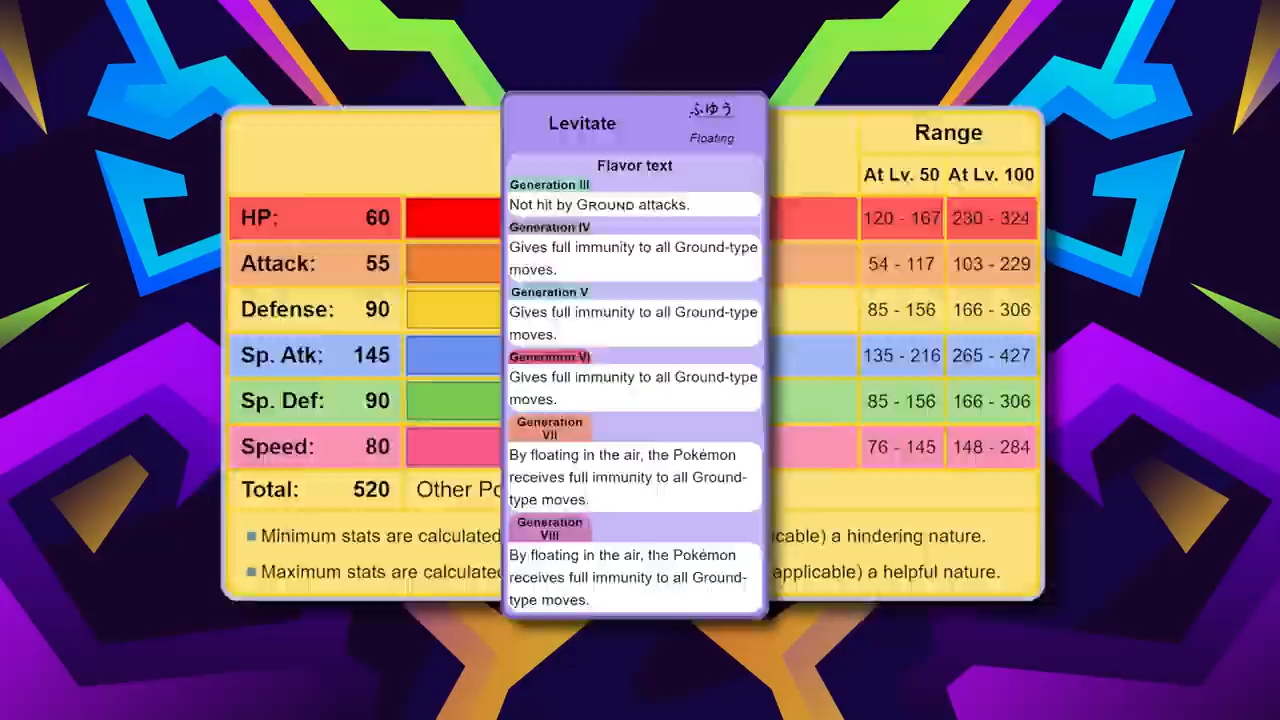 Levitate
ふゆう
Floating
Flavor text
Generation III
Not hit by GROUND attacks.
Generation IV
Gives full immunity to all Ground-type
moves.
Generation V
Gives full immunity to all Ground-type
moves.
Generation VI
Gives full immunity to all Ground-type
moves.
Generation
VII
By floating in the air, the Pokémon
receives full immunity to all Ground-
type moves.
Generation
VIII
By floating in the air, the Pokémon
receives full immunity to all Ground-
type moves.
Range
At Lv. 50 At Lv. 100
HP: 60 120 - 167 230 - 324
Attack: 55 54 - 117 103 - 229
Defense: 90 85 - 156 166 - 306
Sp. Atk: 145 135 - 216 265 - 427
Sp. Def: 90 85 - 156 166 - 306
Speed: 80 76 - 145 148 - 284
Total: 520 Other Po
Minimum stats are calculated icable) a hindering nature.
Maximum stats are calculated applicable) a helpful nature.